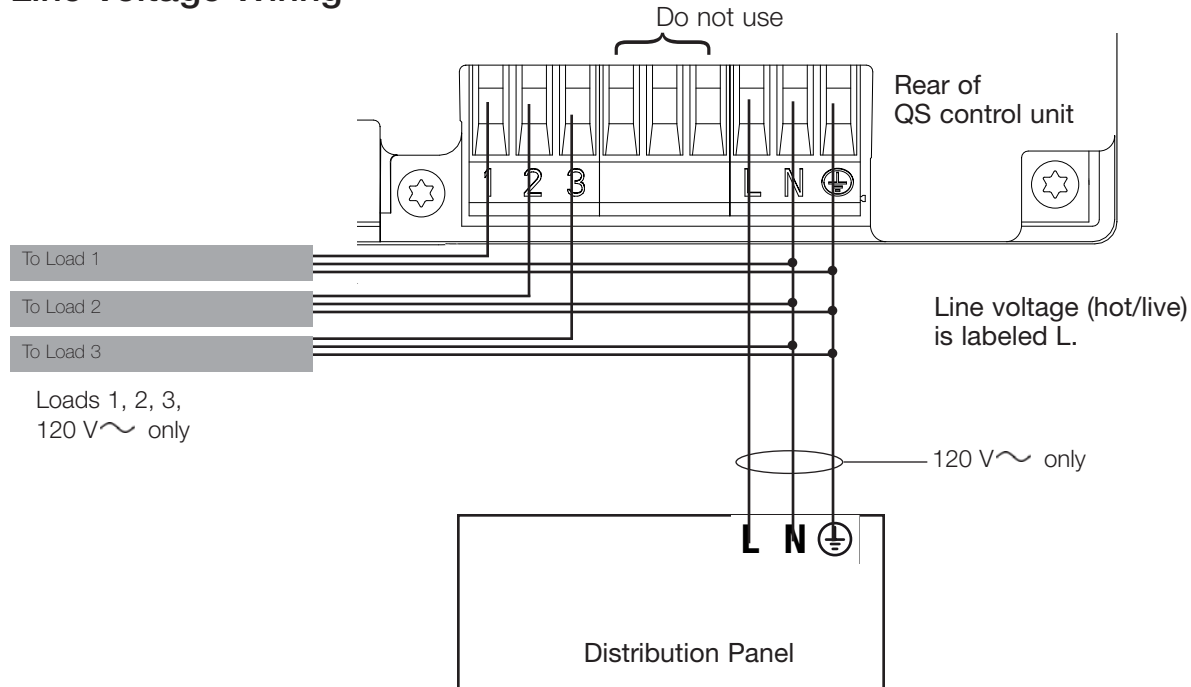 Line Voltage Wiring
Do not use
Rear of
QS control unit
1 2 3 L N
To Load 1
To Load 2
To Load 3
Line voltage (hot/live)
is labeled L.
Loads 1, 2, 3,
120 V～ only
120 V～ only
L N
Distribution Panel